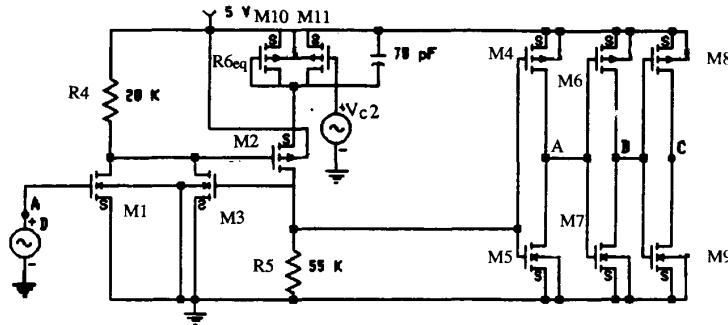 5 V M10 M11
S S
R6eq
70 pF
M4 S S S M8
M6
R4 20 K
+Vc2
-
M2 S
A B C
A
+D
-
M1 S
S M3
M7
R5 55 K
M5 S S S M9